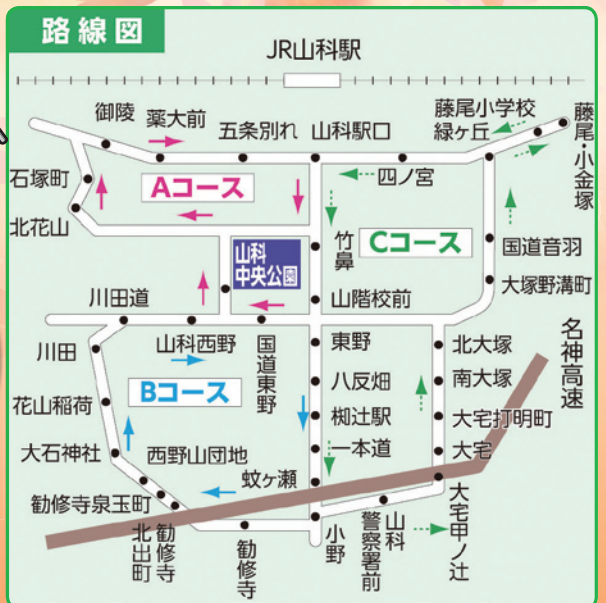 路線図
JR山科駅
御陵
薬大前
五条別れ
山科駅口
藤尾小学校
緑ヶ丘
藤尾・小金塚
石塚町
Aコース
四ノ宮
北花山
山科
中央公園
竹鼻
Cコース
国道音羽
川田道
山階校前
大塚野溝町
川田
山科西野
国道東野
東野
北大塚
名神高速
花山稲荷
Bコース
八反畑
南大塚
椥辻駅
大宅打明町
大石神社
西野山団地
一本道
大宅
蚊ヶ瀬
勧修寺泉玉町
勧修寺
北出町
勧修寺
小野
山科
警察署前
大宅甲ノ辻